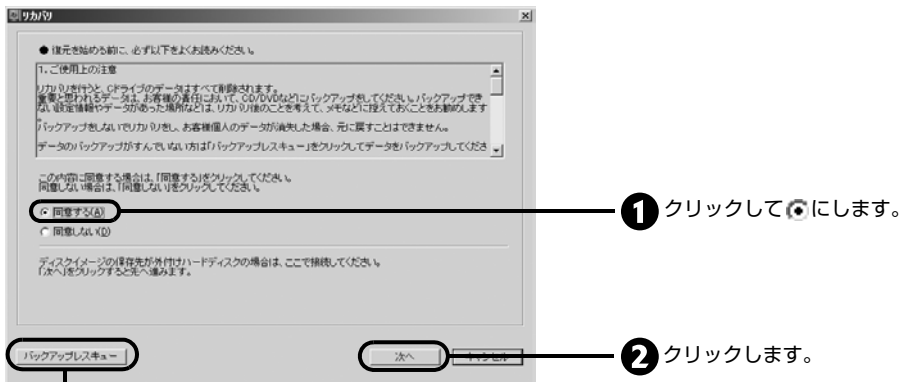 リカバリ
● 復元を始める前に、必ず以下をよくお読みください。
1. ご使用上の注意
リカバリを行うと、Cドライブのデータはすべて削除されます。
重要と思われるデータは、お客様の責任において、CD/DVDなどにバックアップをしてください。バックアップでき
ない設定情報やデータがあった場所などは、リカバリ後のことを考えて、メモなどに控えておくことをお勧めします
。
バックアップをしないでリカバリをし、お客様個人のデータが消失した場合、元に戻すことはできません。
データのバックアップがすんでいない方は「バックアップレスキュー」をクリックしてデータをバックアップしてくださ
この内容に同意する場合は、「同意する」をクリックしてください。
同意しない場合は、「同意しない」をクリックしてください。
同意する(A)
❶ クリックして にします。
同意しない(D)
ディスクイメージの保存先が外付けハードディスクの場合は、ここで接続してください。
「次へ」をクリックすると先へ進みます。
バックアップレスキュー
次へ
キャンセル
❷ クリックします。